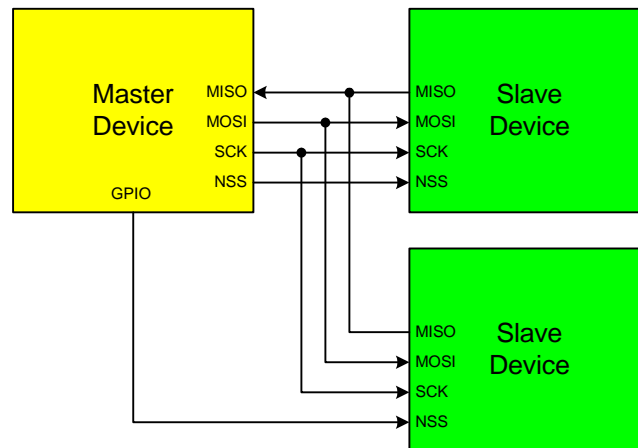 Master
Device
MISO
MOSI
SCK
NSS
GPIO
MISO
MOSI
SCK
NSS
Slave
Device
MISO
MOSI
SCK
NSS
Slave
Device